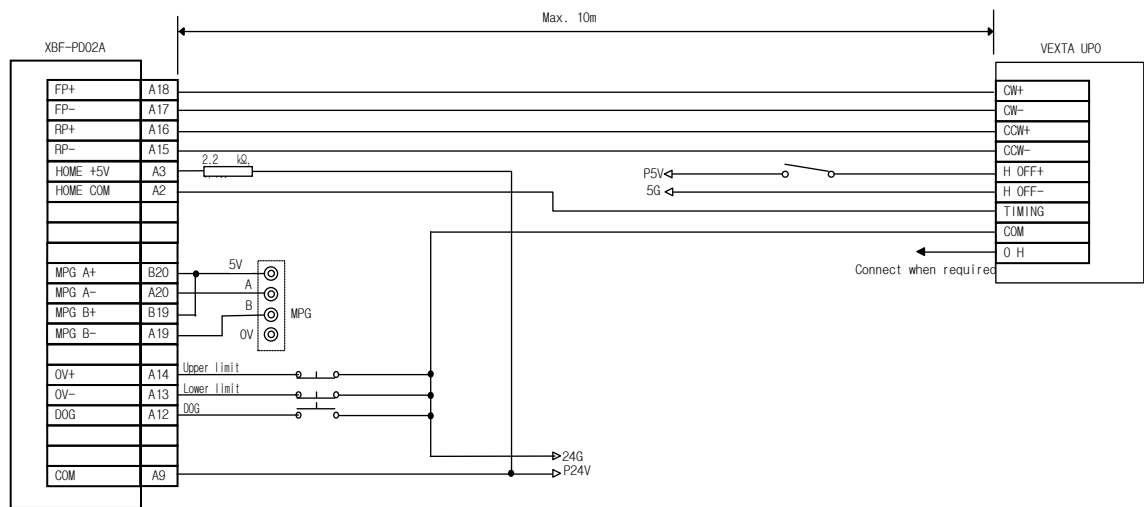 Max. 10m
XBF-PD02A
VEXTA UPO
FP+ A18
FP- A17
RP+ A16
RP- A15
HOME +5V A3
HOME COM A2
2.2 kΩ,
MPG A+ B20
MPG A- A20
MPG B+ B19
MPG B- A19
5V
A
B
0V
MPG
OV+ A14 Upper limit
OV- A13 Lower limit
DOG A12 DOG
COM A9
24G
P24V
P5V
5G
CW+
CW-
CCW+
CCW-
H OFF+
H OFF-
TIMING
COM
O H
Connect when required